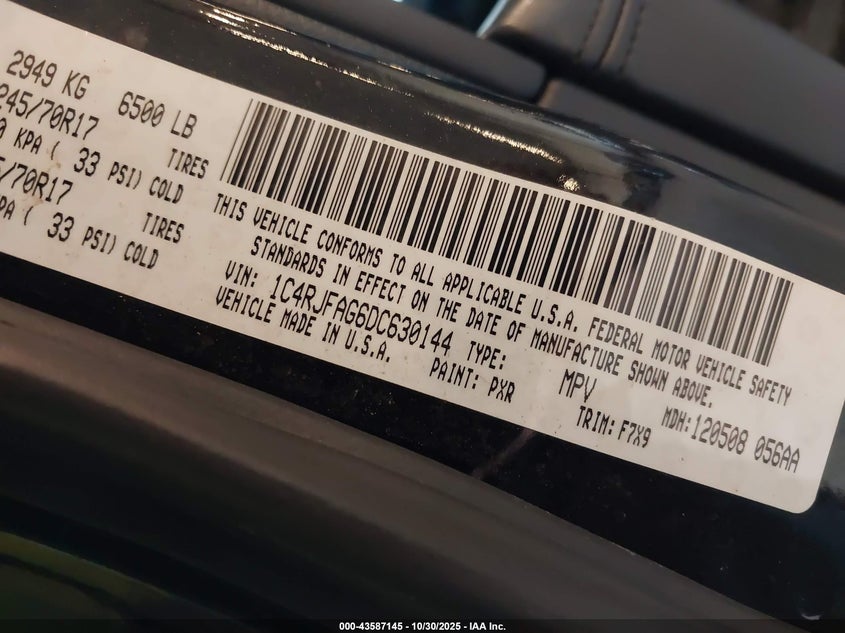 2949 KG 6500 LB
245/70R17 TIRES
KPA ( 33 PSI) COLD
/70R17 TIRES
KPA ( 33 PSI) COLD
THIS VEHICLE CONFORMS TO ALL APPLICABLE U.S.A. FEDERAL MOTOR VEHICLE SAFETY
STANDARDS IN EFFECT ON THE DATE OF MANUFACTURE SHOWN ABOVE.
VIN: 1C4RJFAG6DC630144 TYPE: MPV MDH:120508 056AA
VEHICLE MADE IN U.S.A. PAINT: PXR TRIM: F7X9
000-43587145 - 10/30/2025 - IAA Inc.